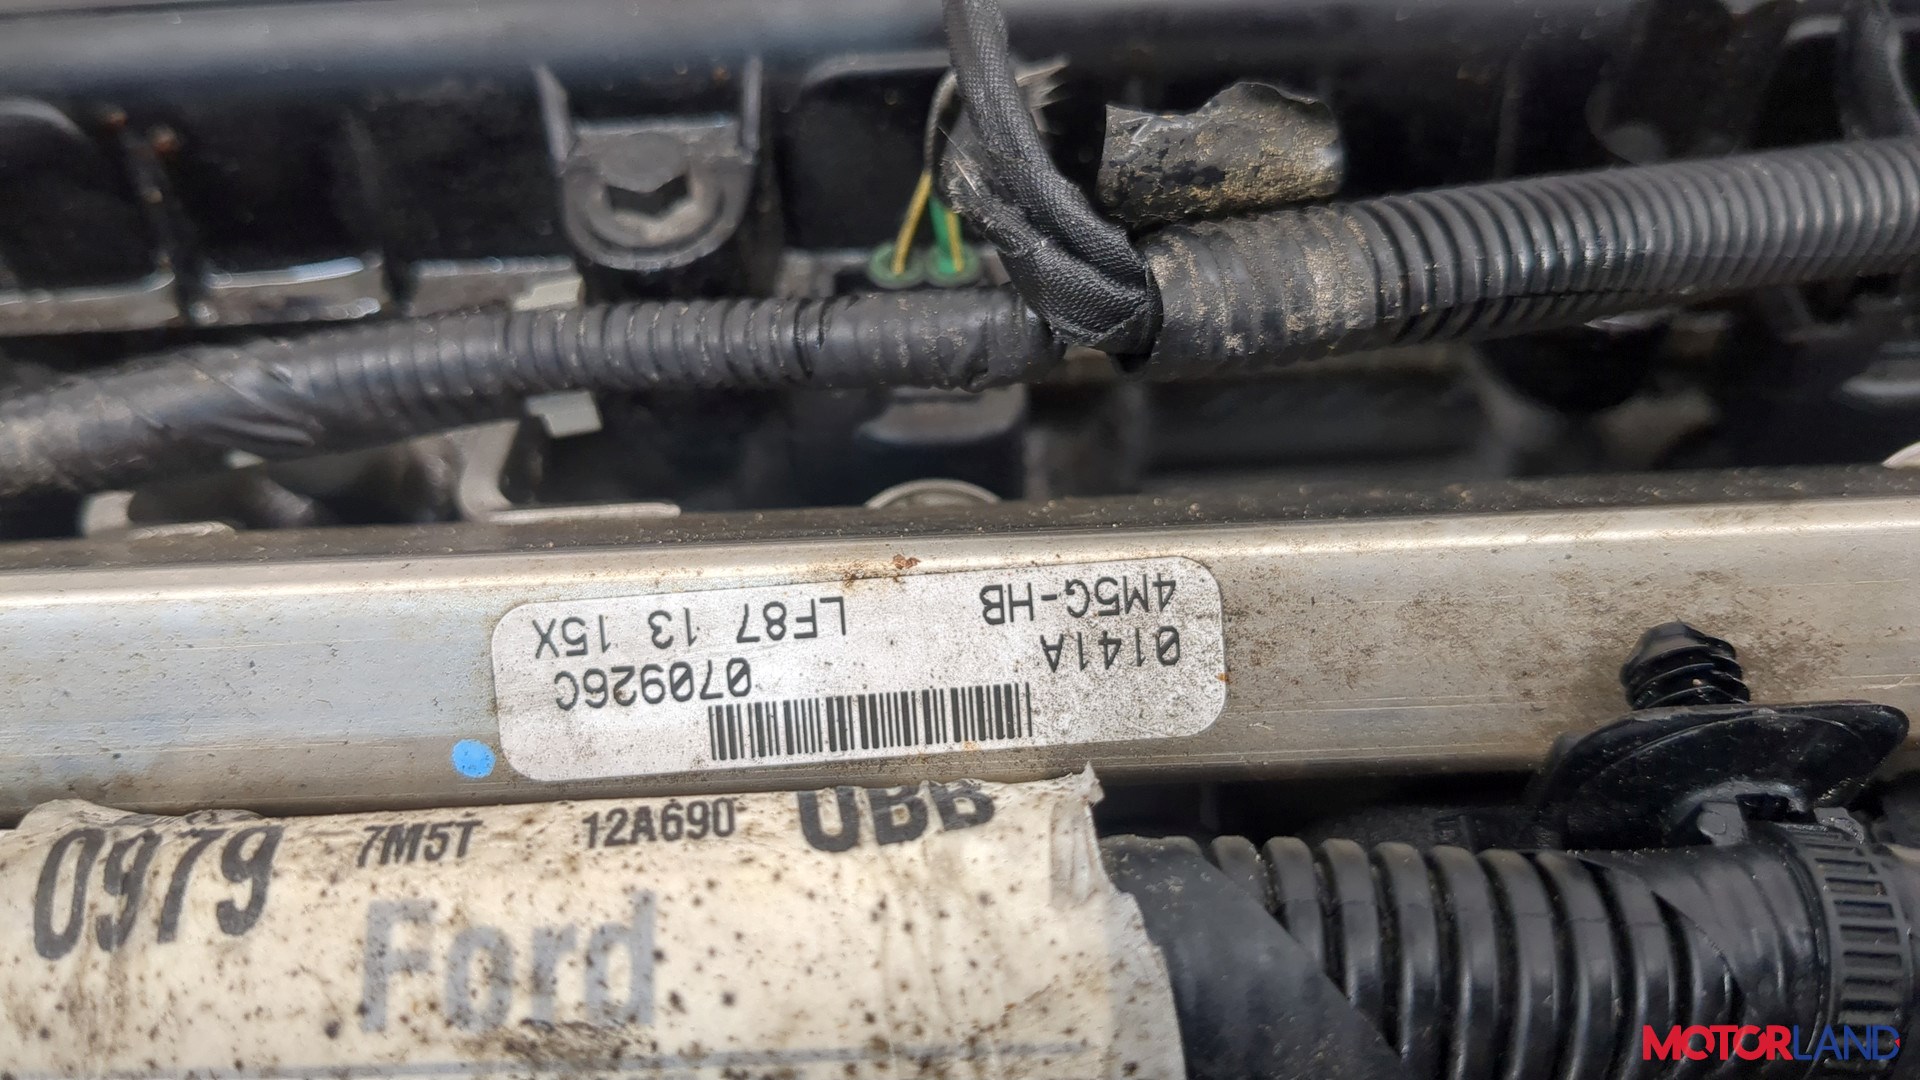 0141A
4M5G-HB
070926C
LF87 13 15X
0979 7M5T 12A690 UBB
Ford
MOTORLAND